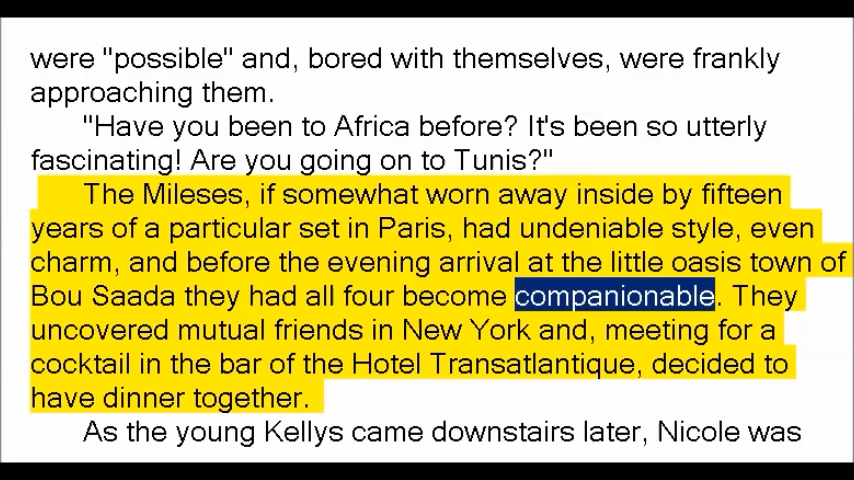 were "possible" and, bored with themselves, were frankly
approaching them.
"Have you been to Africa before? It's been so utterly
fascinating! Are you going on to Tunis?"
The Mileses, if somewhat worn away inside by fifteen
years of a particular set in Paris, had undeniable style, even
charm, and before the evening arrival at the little oasis town of
Bou Saada they had all four become companionable. They
uncovered mutual friends in New York and, meeting for a
cocktail in the bar of the Hotel Transatlantique, decided to
have dinner together.
As the young Kellys came downstairs later, Nicole was